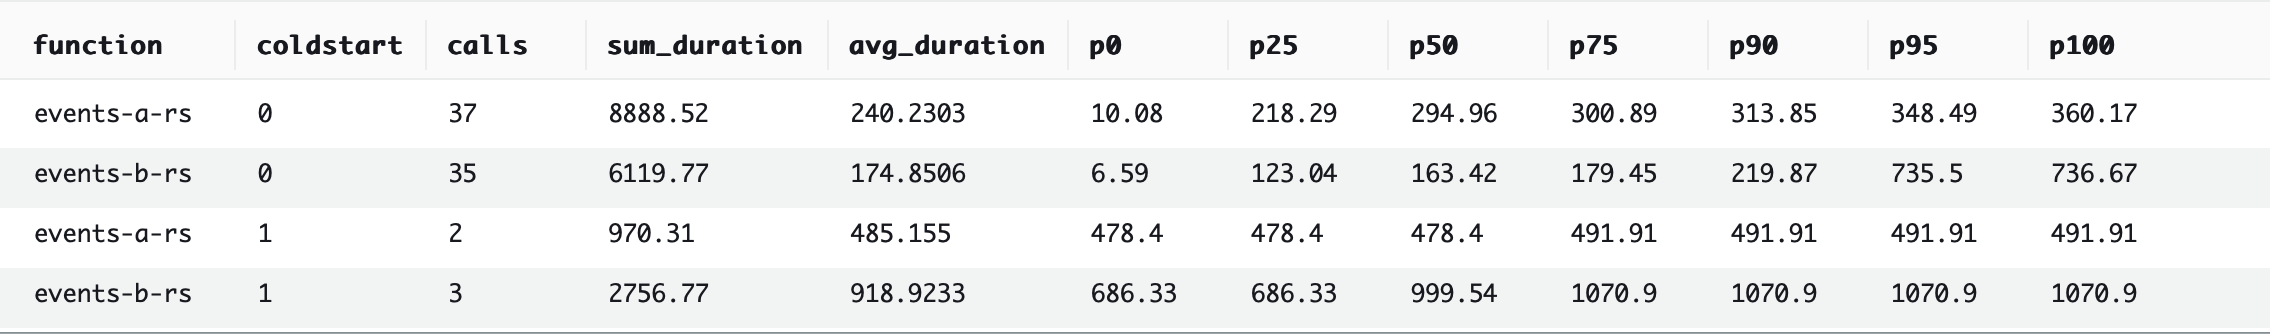 function coldstart calls sum_duration avg_duration p0 p25 p50 p75 p90 p95 p100
events-a-rs 0 37 8888.52 240.2303 10.08 218.29 294.96 300.89 313.85 348.49 360.17
events-b-rs 0 35 6119.77 174.8506 6.59 123.04 163.42 179.45 219.87 735.5 736.67
events-a-rs 1 2 970.31 485.155 478.4 478.4 478.4 491.91 491.91 491.91 491.91
events-b-rs 1 3 2756.77 918.9233 686.33 686.33 999.54 1070.9 1070.9 1070.9 1070.9